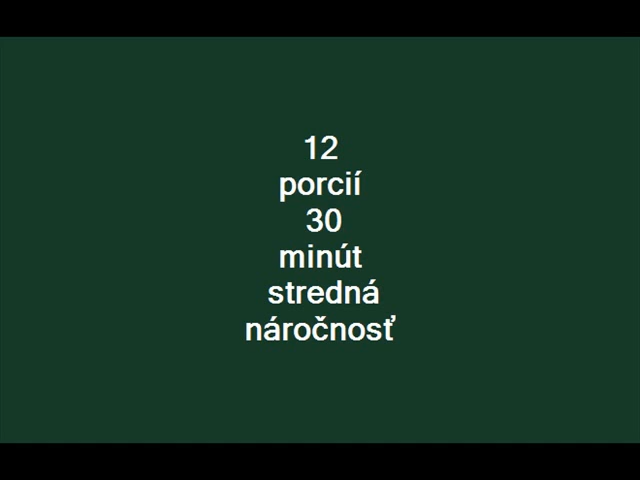 12
porcií
30
minút
stredná
náročnosť